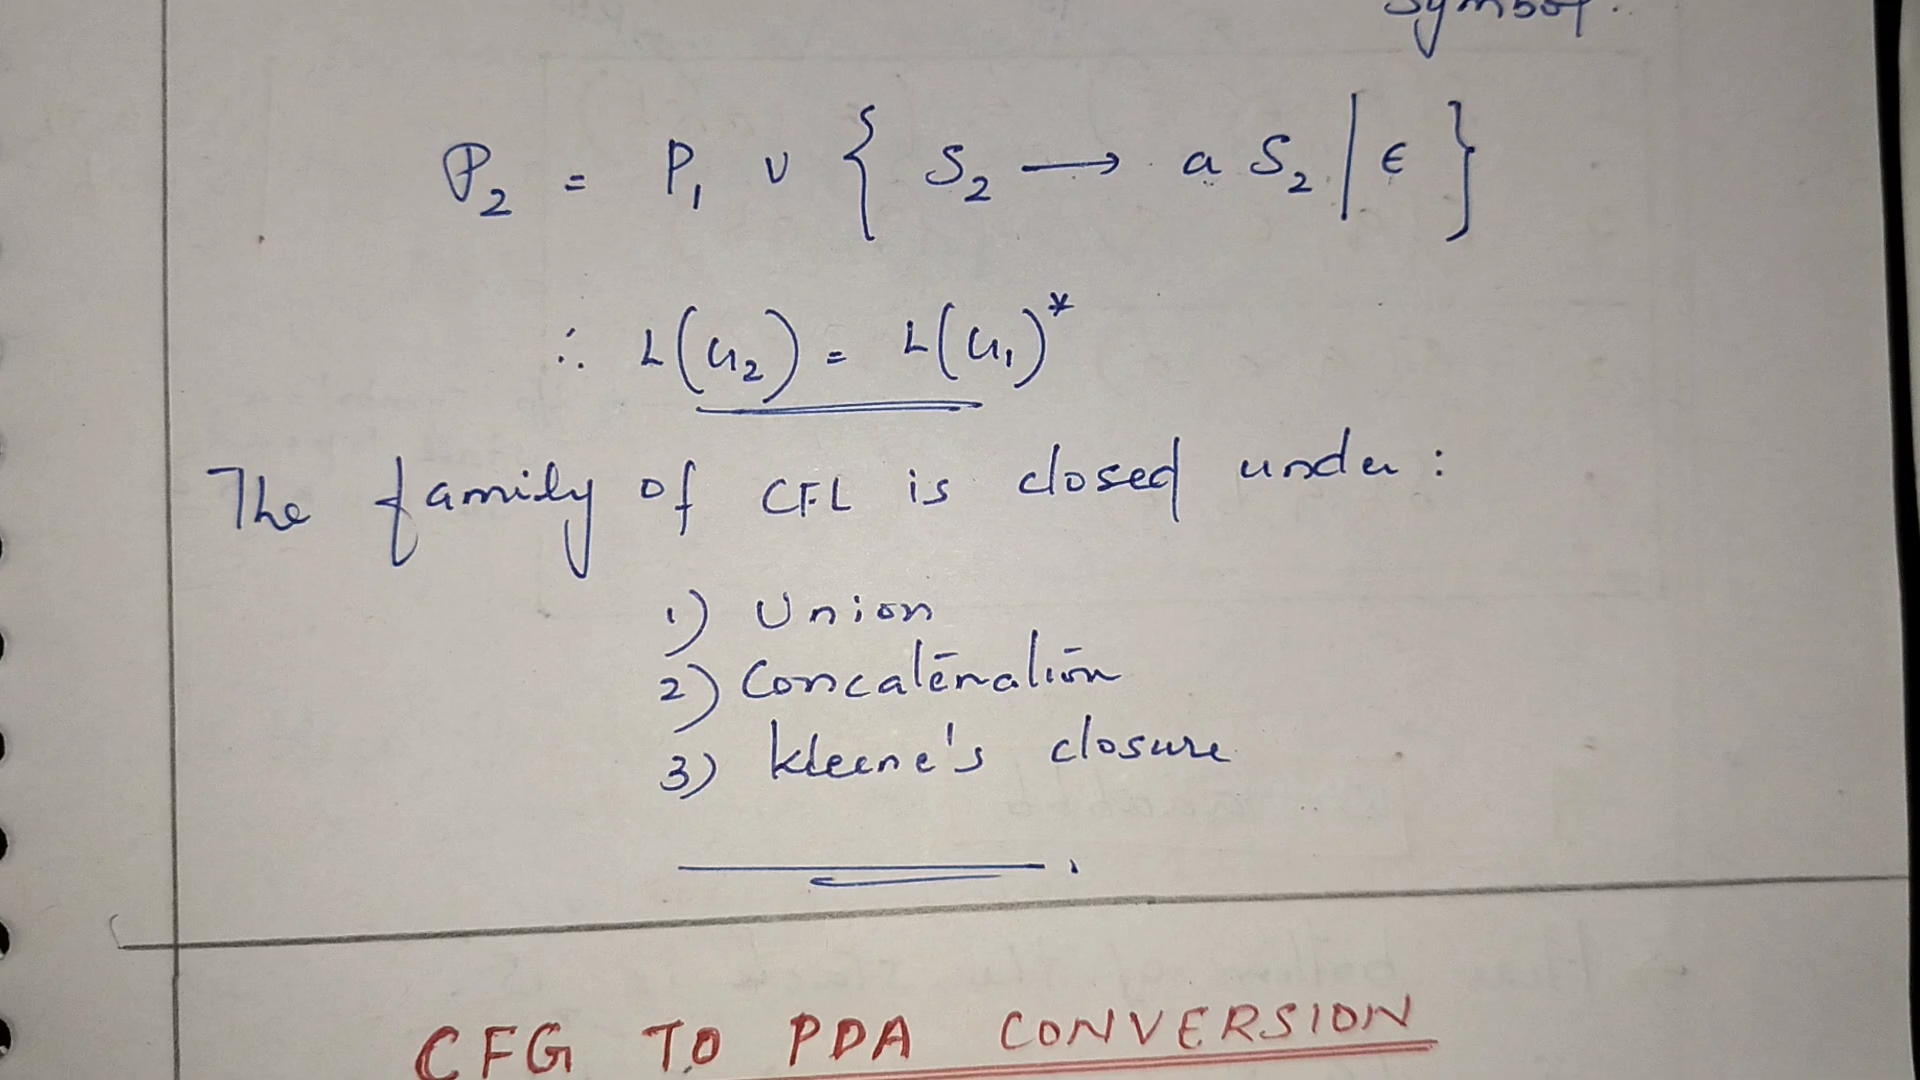 symbol.
P₂ = P₁ ∪ { S₂ → a S₂ | ϵ }
∴ L(G₂) = L(G₁)*
The family of CFL is closed under :
1) Union
2) Concatenation
3) Kleene's closure
CFG TO PDA CONVERSION